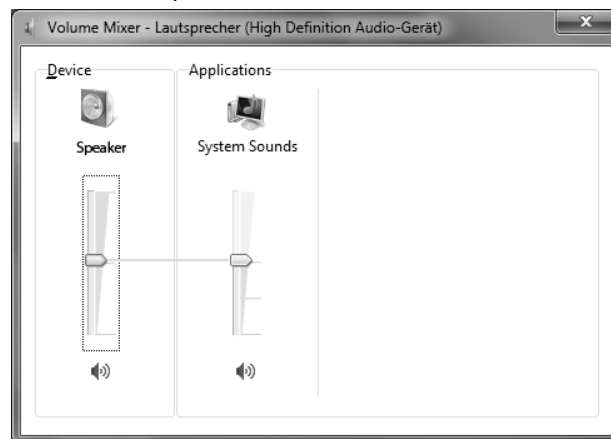 Volume Mixer - Lautsprecher (High Definition Audio-Gerät)
Device
Applications
Speaker
System Sounds